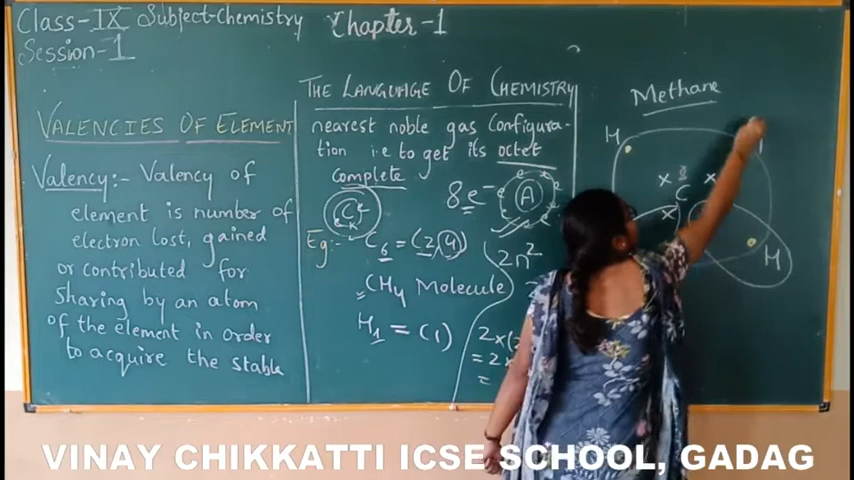 Class-IX Subject-Chemistry Chapter-1
Session-1
VALENCIES OF ELEMENT
Valency:- Valency of
element is number of
electron lost, gained
or contributed for
sharing by an atom
of the element in order
to acquire the stable
THE LANGUAGE OF CHEMISTRY
nearest noble gas Configura-
tion i.e to get its octet
complete
8e-
A
C
K
Eg:- C6 = (2,4)
CH4 Molecule
H1 = (1)
2n²
2x(
= 2x
=
Methane
H
x 8 x
C
x
H
VINAY CHIKKATTI ICSE SCHOOL, GADAG